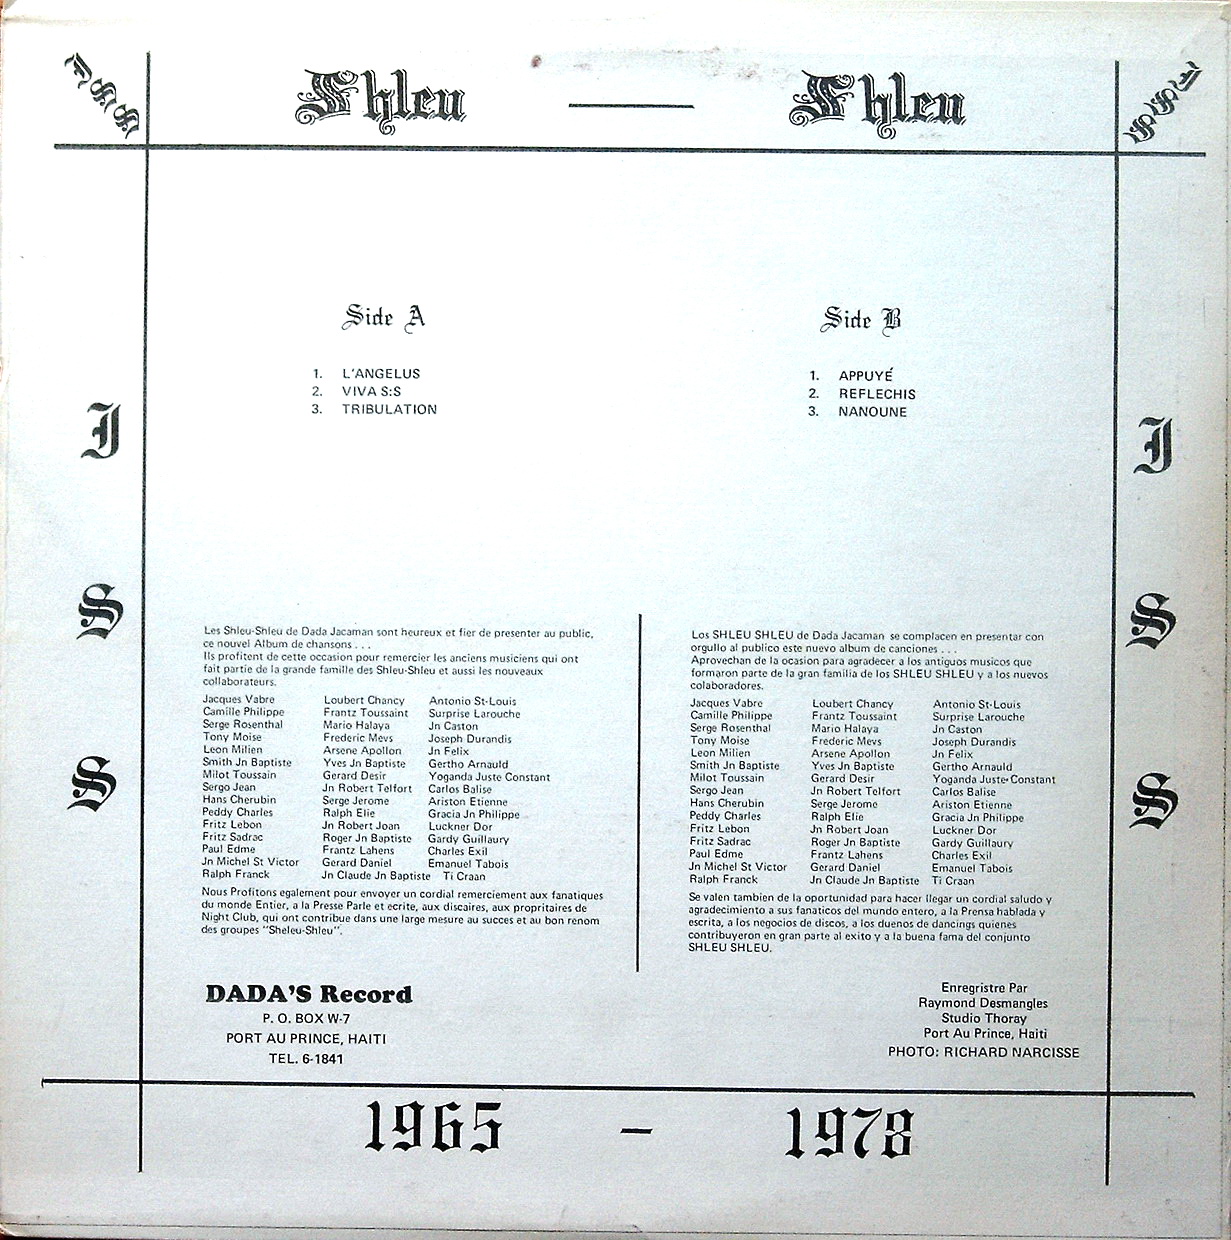 ISS
Shleu — Shleu
ISS
Side A
1. L'ANGELUS
2. VIVA S:S
3. TRIBULATION
Side B
1. APPUYÉ
2. REFLECHIS
3. NANOUNE
I
S
S
I
S
S
Les Shleu-Shleu de Dada Jacaman sont heureux et fier de presenter au public,
ce nouvel Album de chansons . . .
Ils profitent de cette occasion pour remercier les anciens musiciens qui ont
fait partie de la grande famille des Shleu-Shleu et aussi les nouveaux
collaborateurs.
Jacques Vabre Loubert Chancy Antonio St-Louis
Camille Philippe Frantz Toussaint Surprise Larouche
Serge Rosenthal Mario Halaya Jn Caston
Tony Moise Frederic Mevs Joseph Durandis
Leon Milien Arsene Apollon Jn Felix
Smith Jn Baptiste Yves Jn Baptiste Gertho Arnauld
Milot Toussain Gerard Desir Yoganda Juste Constant
Sergo Jean Jn Robert Telfort Carlos Balise
Hans Cherubin Serge Jerome Ariston Etienne
Peddy Charles Ralph Elie Gracia Jn Philippe
Fritz Lebon Jn Robert Joan Luckner Dor
Fritz Sadrac Roger Jn Baptiste Gardy Guillaury
Paul Edme Frantz Lahens Charles Exil
Jn Michel St Victor Gerard Daniel Emanuel Tabois
Ralph Franck Jn Claude Jn Baptiste Ti Craan
Nous Profitons egalement pour envoyer un cordial remerciement aux fanatiques
du monde Entier, a la Presse Parle et ecrite, aux discaires, aux propritaires de
Night Club, qui ont contribue dans une large mesure au succes et au bon renom
des groupes "Sheleu-Shleu".
Los SHLEU SHLEU de Dada Jacaman se complacen en presentar con
orgullo al publico este nuevo album de canciones . . .
Aprovechan de la ocasion para agradecer a los antiguos musicos que
formaron parte de la gran familia de los SHLEU SHLEU y a los nuevos
colaboradores.
Jacques Vabre Loubert Chancy Antonio St-Louis
Camille Philippe Frantz Toussaint Surprise Larouche
Serge Rosenthal Mario Halaya Jn Caston
Tony Moise Frederic Mevs Joseph Durandis
Leon Milien Arsene Apollon Jn Felix
Smith Jn Baptiste Yves Jn Baptiste Gertho Arnauld
Milot Toussain Gerard Desir Yoganda Juste Constant
Sergo Jean Jn Robert Telfort Carlos Balise
Hans Cherubin Serge Jerome Ariston Etienne
Peddy Charles Ralph Elie Gracia Jn Philippe
Fritz Lebon Jn Robert Joan Luckner Dor
Fritz Sadrac Roger Jn Baptiste Gardy Guillaury
Paul Edme Frantz Lahens Charles Exil
Jn Michel St Victor Gerard Daniel Emanuel Tabois
Ralph Franck Jn Claude Jn Baptiste Ti Craan
Se valen tambien de la oportunidad para hacer llegar un cordial saludo y
agradecimiento a sus fanaticos del mundo entero, a la Prensa hablada y
escrita, a los negocios de discos, a los duenos de dancings quienes
contribuyeron en gran parte al exito y a la buena fama del conjunto
SHLEU SHLEU.
DADA'S Record
P. O. BOX W-7
PORT AU PRINCE, HAITI
TEL. 6-1841
Enregristre Par
Raymond Desmangles
Studio Thoray
Port Au Prince, Haiti
PHOTO: RICHARD NARCISSE
1965 – 1978